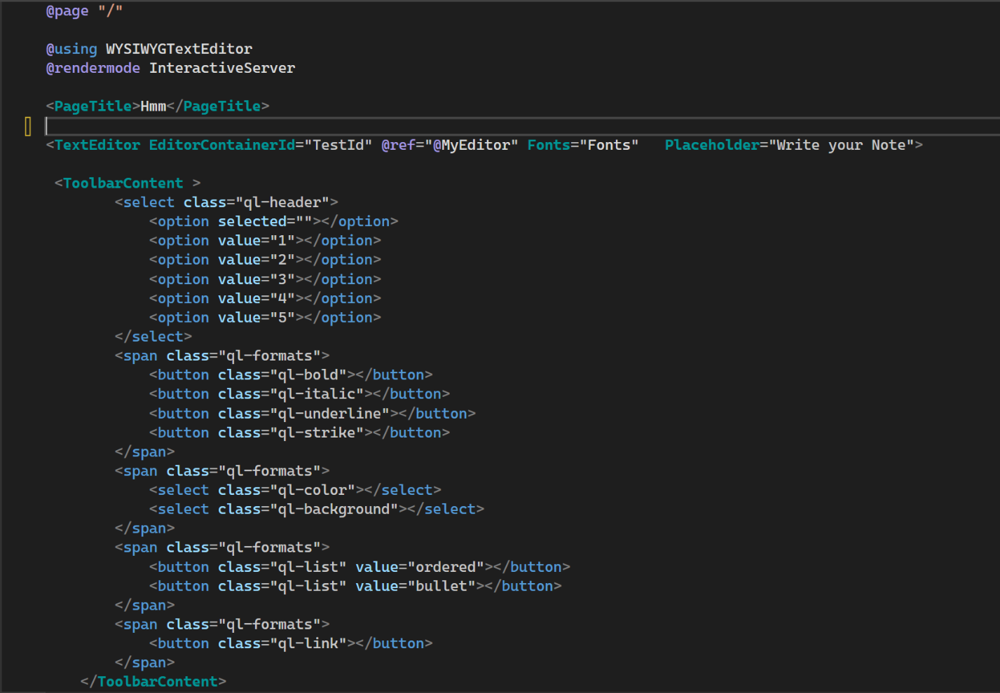 @page "/"
@using WYSIWYGTextEditor
@rendermode InteractiveServer
<PageTitle>Hmm</PageTitle>
<TextEditor EditorContainerId="TestId" @ref="@MyEditor" Fonts="Fonts"   Placeholder="Write your Note">
<ToolbarContent >
<select class="ql-header">
<option selected=""></option>
<option value="1"></option>
<option value="2"></option>
<option value="3"></option>
<option value="4"></option>
<option value="5"></option>
</select>
<span class="ql-formats">
<button class="ql-bold"></button>
<button class="ql-italic"></button>
<button class="ql-underline"></button>
<button class="ql-strike"></button>
</span>
<span class="ql-formats">
<select class="ql-color"></select>
<select class="ql-background"></select>
</span>
<span class="ql-formats">
<button class="ql-list" value="ordered"></button>
<button class="ql-list" value="bullet"></button>
</span>
<span class="ql-formats">
<button class="ql-link"></button>
</span>
</ToolbarContent>